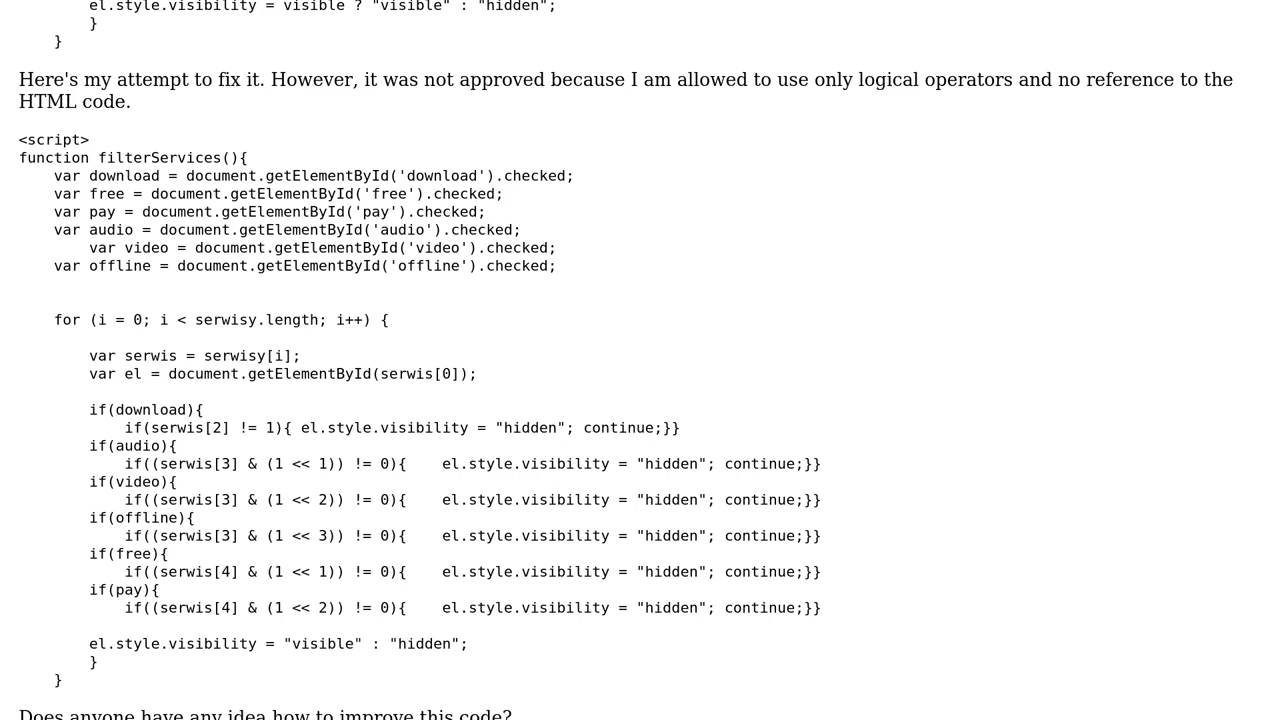 el.style.visibility = visible ? "visible" : "hidden";
}
}
Here's my attempt to fix it. However, it was not approved because I am allowed to use only logical operators and no reference to the
HTML code.
<script>
function filterServices(){
var download = document.getElementById('download').checked;
var free = document.getElementById('free').checked;
var pay = document.getElementById('pay').checked;
var audio = document.getElementById('audio').checked;
var video = document.getElementById('video').checked;
var offline = document.getElementById('offline').checked;
for (i = 0; i < serwisy.length; i++) {
var serwis = serwisy[i];
var el = document.getElementById(serwis[0]);
if(download){
if(serwis[2] != 1){ el.style.visibility = "hidden"; continue;}}
if(audio){
if((serwis[3] & (1 << 1)) != 0){    el.style.visibility = "hidden"; continue;}}
if(video){
if((serwis[3] & (1 << 2)) != 0){    el.style.visibility = "hidden"; continue;}}
if(offline){
if((serwis[3] & (1 << 3)) != 0){    el.style.visibility = "hidden"; continue;}}
if(free){
if((serwis[4] & (1 << 1)) != 0){    el.style.visibility = "hidden"; continue;}}
if(pay){
if((serwis[4] & (1 << 2)) != 0){    el.style.visibility = "hidden"; continue;}}
el.style.visibility = "visible" : "hidden";
}
}
Does anyone have any idea how to improve this code?